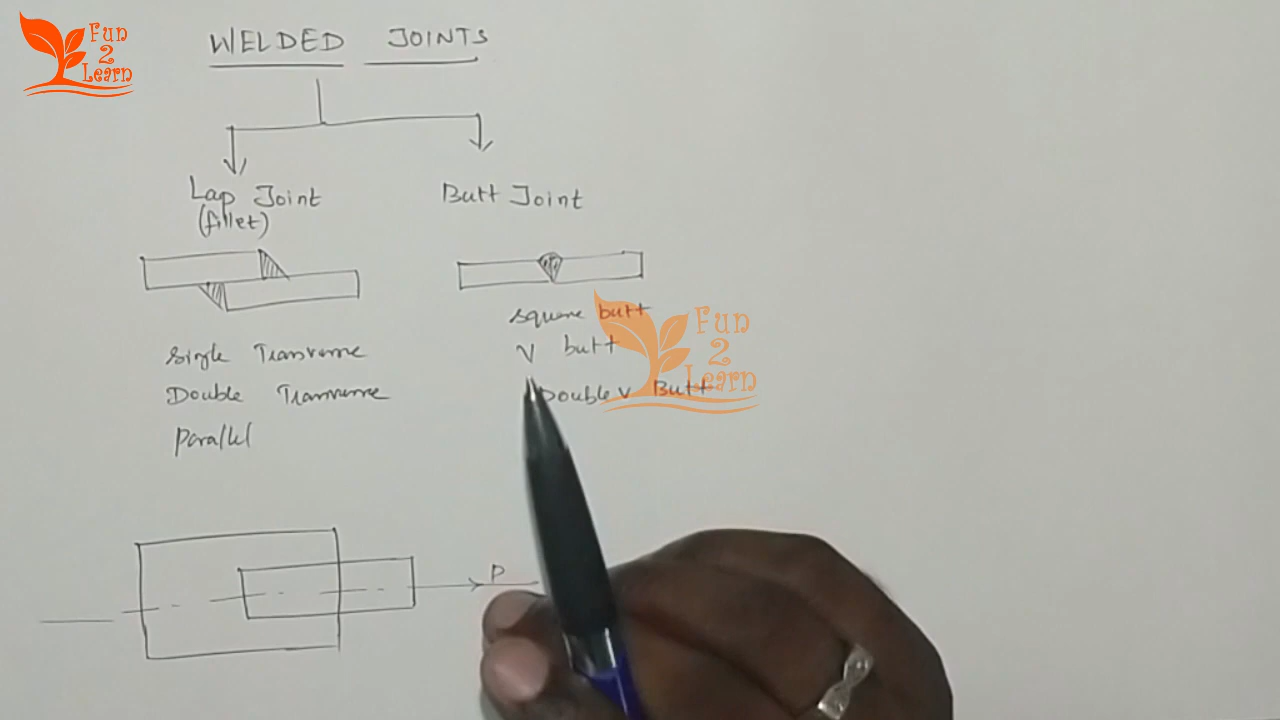 Fun
2
Learn
WELDED JOINTS
Lap Joint
(fillet)
Butt Joint
Single Transverse
Double Transverse
Parallel
square butt
V butt
Double V Butt
Fun
2
Learn
P